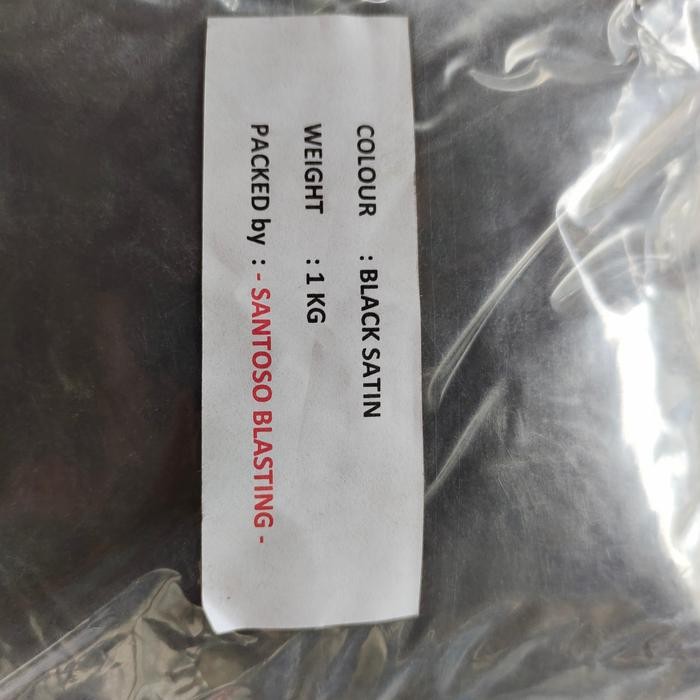 COLOUR : BLACK SATIN
WEIGHT : 1 KG
PACKED by : - SANTOSO BLASTING -